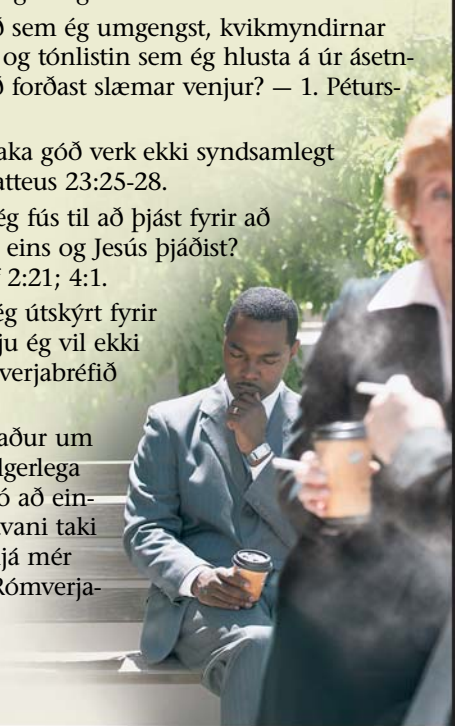 ð sem ég umgengst, kvikmyndirnar
og tónlistin sem ég hlusta á úr ásetn-
ð forðast slæmar venjur? — 1. Péturs-
aka góð verk ekki syndsamlegt
atteus 23:25-28.
ég fús til að þjást fyrir að
eins og Jesús þjáðist?
2:21; 4:1.
ég útskýrt fyrir
ju ég vil ekki
verjabréfið
aður um
lgerlega
ó að ein-
vani taki
já mér
Rómverja-